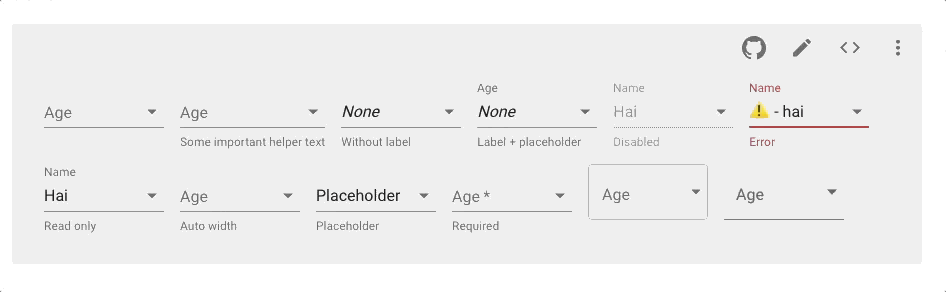 Age
Name
Name
Age
Age
None
None
Hai
⚠️ - hai
Some important helper text
Without label
Label + placeholder
Disabled
Error
Name
Hai
Age
Placeholder
Age *
Age
Age
Read only
Auto width
Placeholder
Required